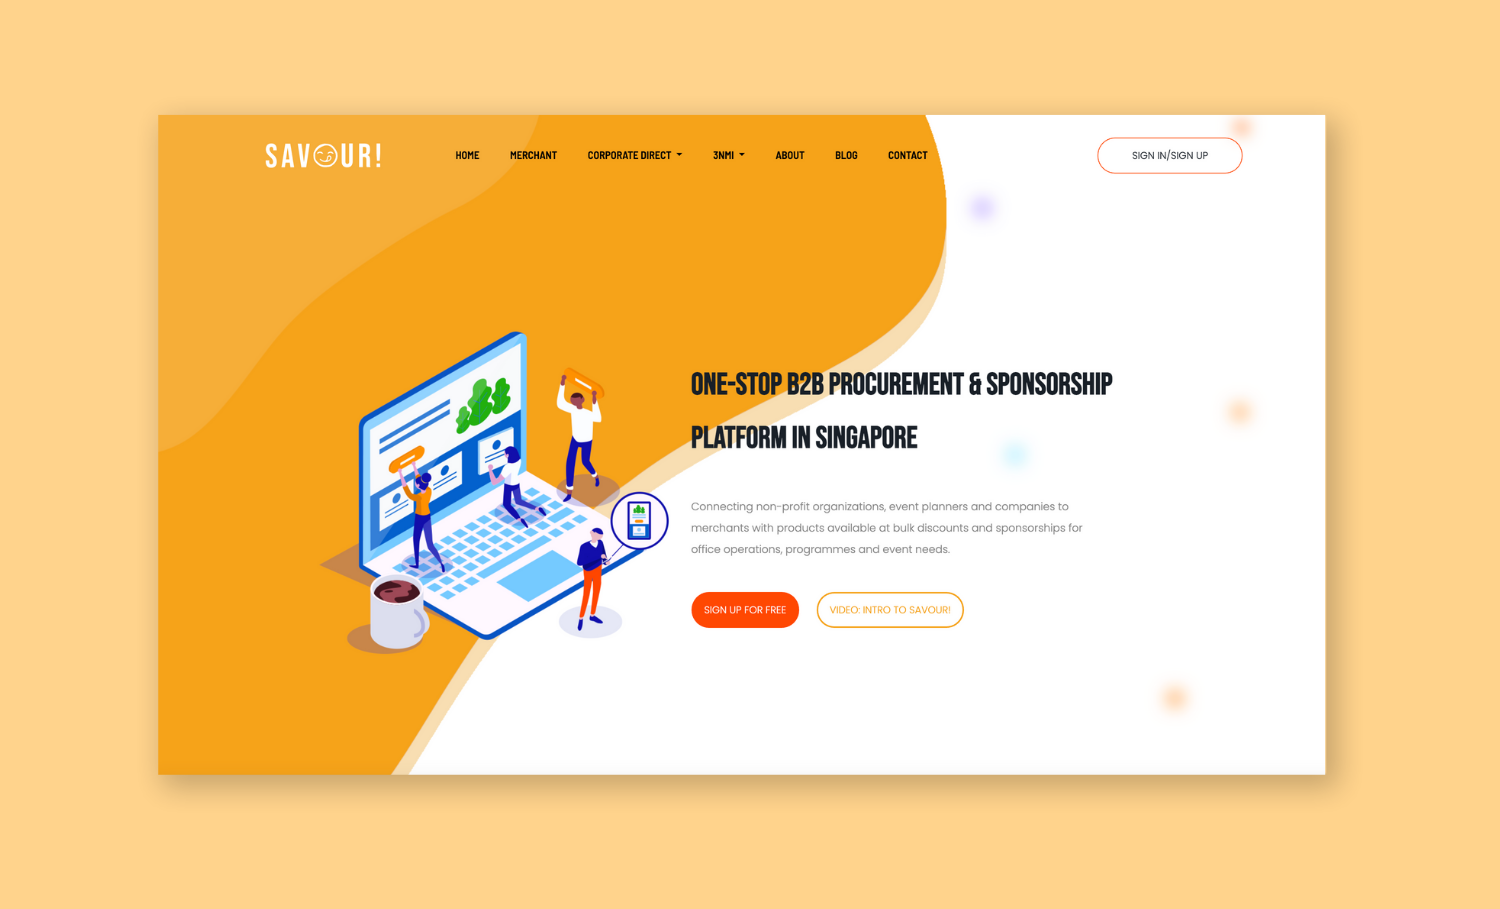 SAVOUR!
HOME MERCHANT CORPORATE DIRECT 3NMI ABOUT BLOG CONTACT
SIGN IN/SIGN UP
ONE-STOP B2B PROCUREMENT & SPONSORSHIP
PLATFORM IN SINGAPORE
Connecting non-profit organizations, event planners and companies to
merchants with products available at bulk discounts and sponsorships for
office operations, programmes and event needs.
SIGN UP FOR FREE
VIDEO: INTRO TO SAVOUR!